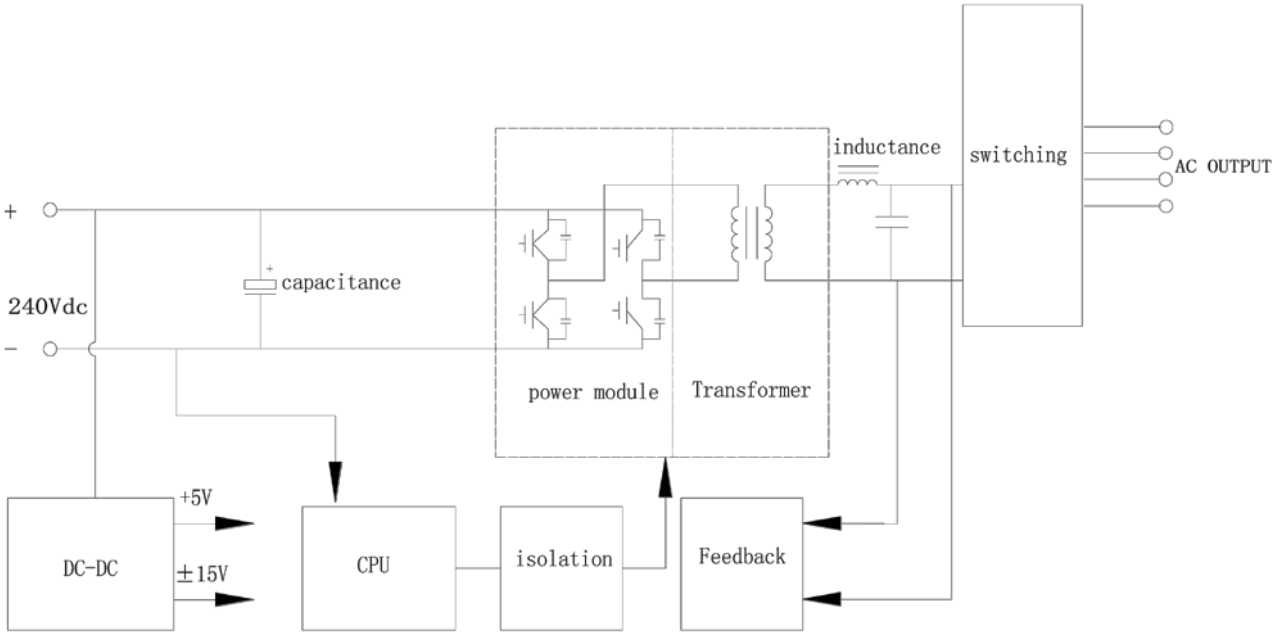 inductance
switching
AC OUTPUT
+
+
capacitance
240Vdc
−
power module
Transformer
+5V
±15V
DC-DC
CPU
isolation
Feedback